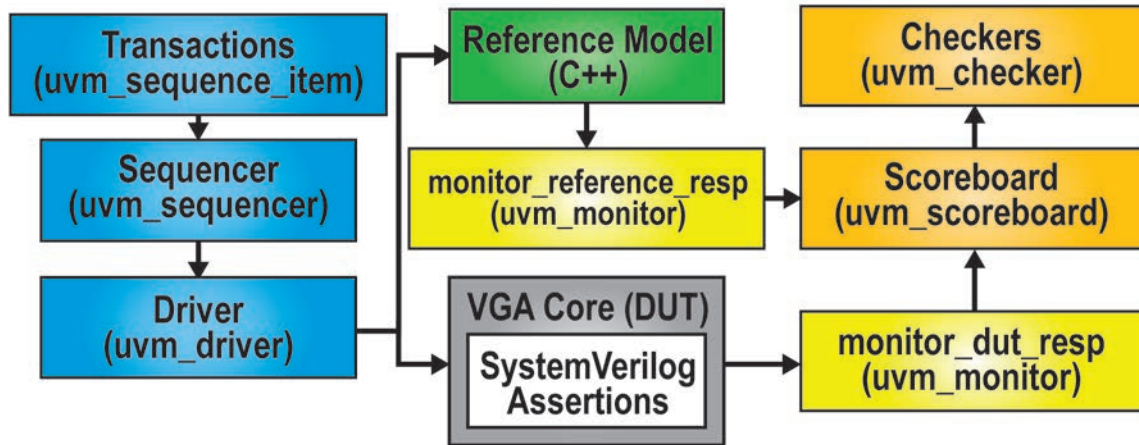 Transactions
(uvm_sequence_item)
Sequencer
(uvm_sequencer)
Driver
(uvm_driver)
Reference Model
(C++)
monitor_reference_resp
(uvm_monitor)
VGA Core (DUT)
SystemVerilog
Assertions
Checkers
(uvm_checker)
Scoreboard
(uvm_scoreboard)
monitor_dut_resp
(uvm_monitor)